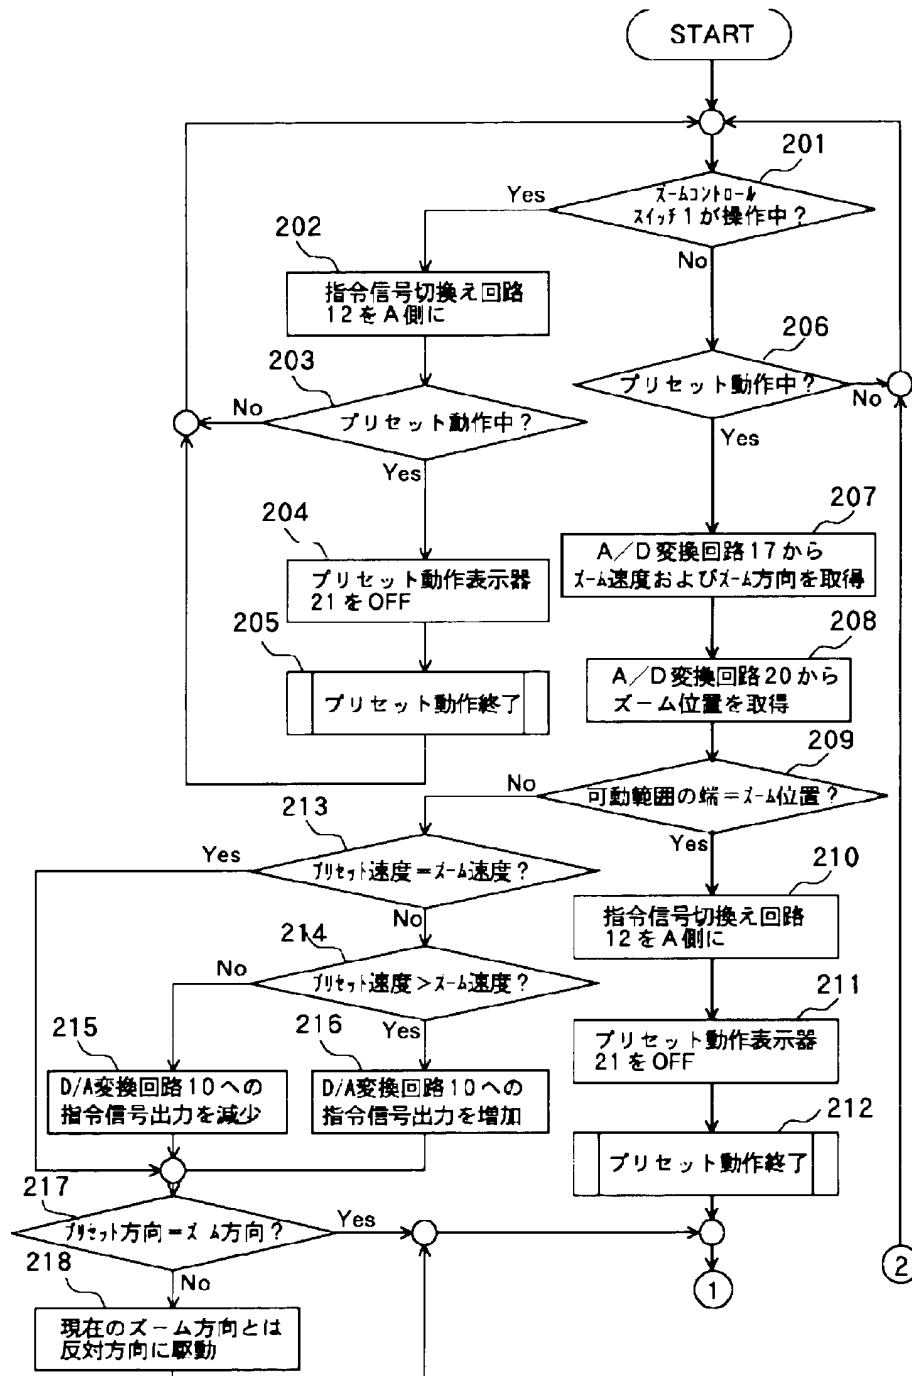 START
201
ズームコントロール
スイッチ1が操作中?
Yes
No
202
指令信号切換え回路
12をA側に
203
プリセット動作中?
No
Yes
204
プリセット動作表示器
21をOFF
205
プリセット動作終了
206
プリセット動作中?
No
Yes
207
A/D変換回路17から
ズーム速度およびズーム方向を取得
208
A/D変換回路20から
ズーム位置を取得
209
可動範囲の端=ズーム位置?
No
Yes
210
指令信号切換え回路
12をA側に
211
プリセット動作表示器
21をOFF
212
プリセット動作終了
213
プリセット速度=ズーム速度?
Yes
No
214
プリセット速度>ズーム速度?
No
Yes
215
D/A変換回路10への
指令信号出力を減少
216
D/A変換回路10への
指令信号出力を増加
217
プリセット方向=ズーム方向?
Yes
No
218
現在のズーム方向とは
反対方向に駆動
1
2